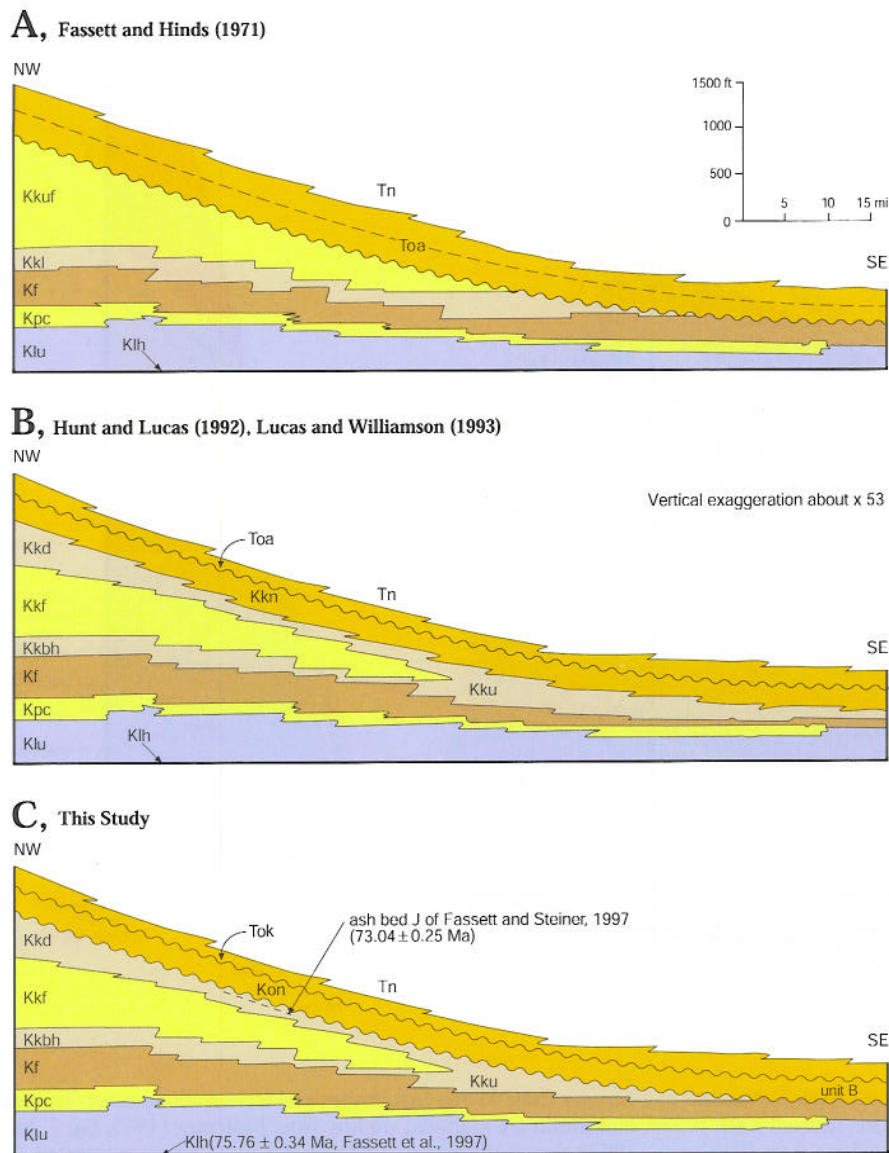 A, Fassett and Hinds (1971)
NW
1500 ft
1000
500
0
5 10 15 mi
Tn
Kkuf
Toa
SE
Kkl
Kf
Kpc
Klh
Klu
B, Hunt and Lucas (1992), Lucas and Williamson (1993)
NW
Vertical exaggeration about x 53
Toa
Kkd
Kkn
Tn
Kkf
SE
Kkbh
Kf
Kku
Kpc
Klh
Klu
C, This Study
NW
ash bed J of Fassett and Steiner, 1997
(73.04 ± 0.25 Ma)
Tok
Kkd
Kon
Tn
Kkf
SE
Kkbh
Kf
Kku
unit B
Kpc
Klu
Klh(75.76 ± 0.34 Ma, Fassett et al., 1997)